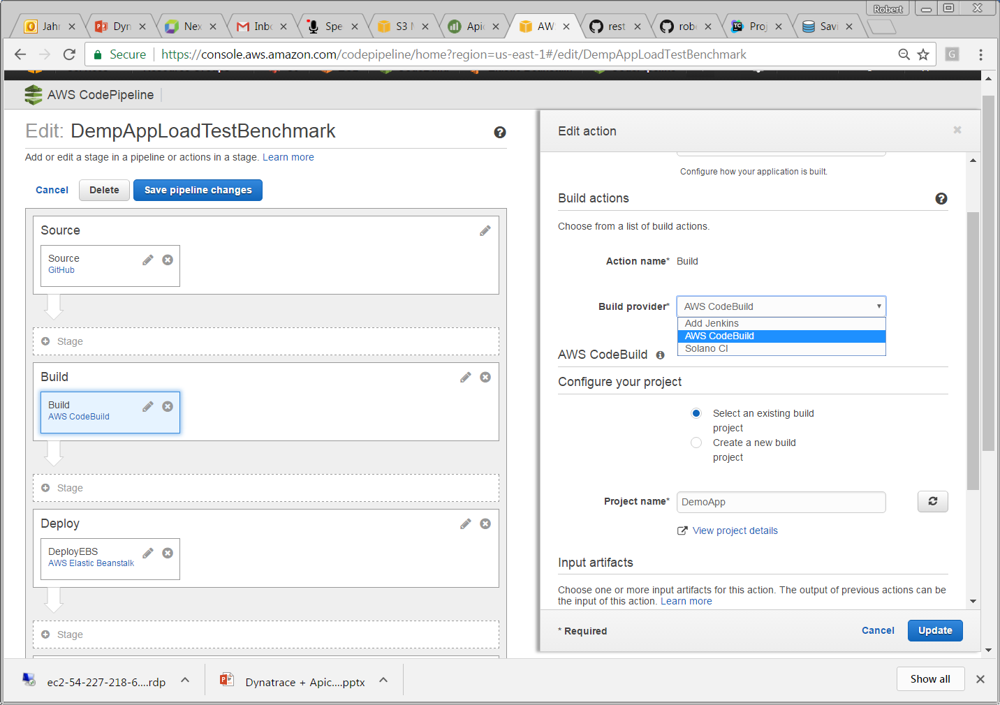 Robert
Jahr
Dyn
Nex
Inbo
Spe
S3 M
Apic
AWS
rest
robe
Proj
Savi
Secure
https://console.aws.amazon.com/codepipeline/home?region=us-east-1#/edit/DempAppLoadTestBenchmark
G
AWS CodePipeline
Edit: DempAppLoadTestBenchmark
Add or edit a stage in a pipeline or actions in a stage. Learn more
Cancel
Delete
Save pipeline changes
Source
Source
GitHub
Stage
Build
Build
AWS CodeBuild
Stage
Deploy
DeployEBS
AWS Elastic Beanstalk
Stage
Edit action
Configure how your application is built.
Build actions
Choose from a list of build actions.
Action name* Build
Build provider* AWS CodeBuild
Add Jenkins
AWS CodeBuild
Solano CI
AWS CodeBuild
Configure your project
Select an existing build
project
Create a new build
project
Project name* DemoApp
View project details
Input artifacts
Choose one or more input artifacts for this action. The output of previous actions can be
the input of this action. Learn more
* Required
Cancel
Update
ec2-54-227-218-6....rdp
Dynatrace + Apic....pptx
Show all